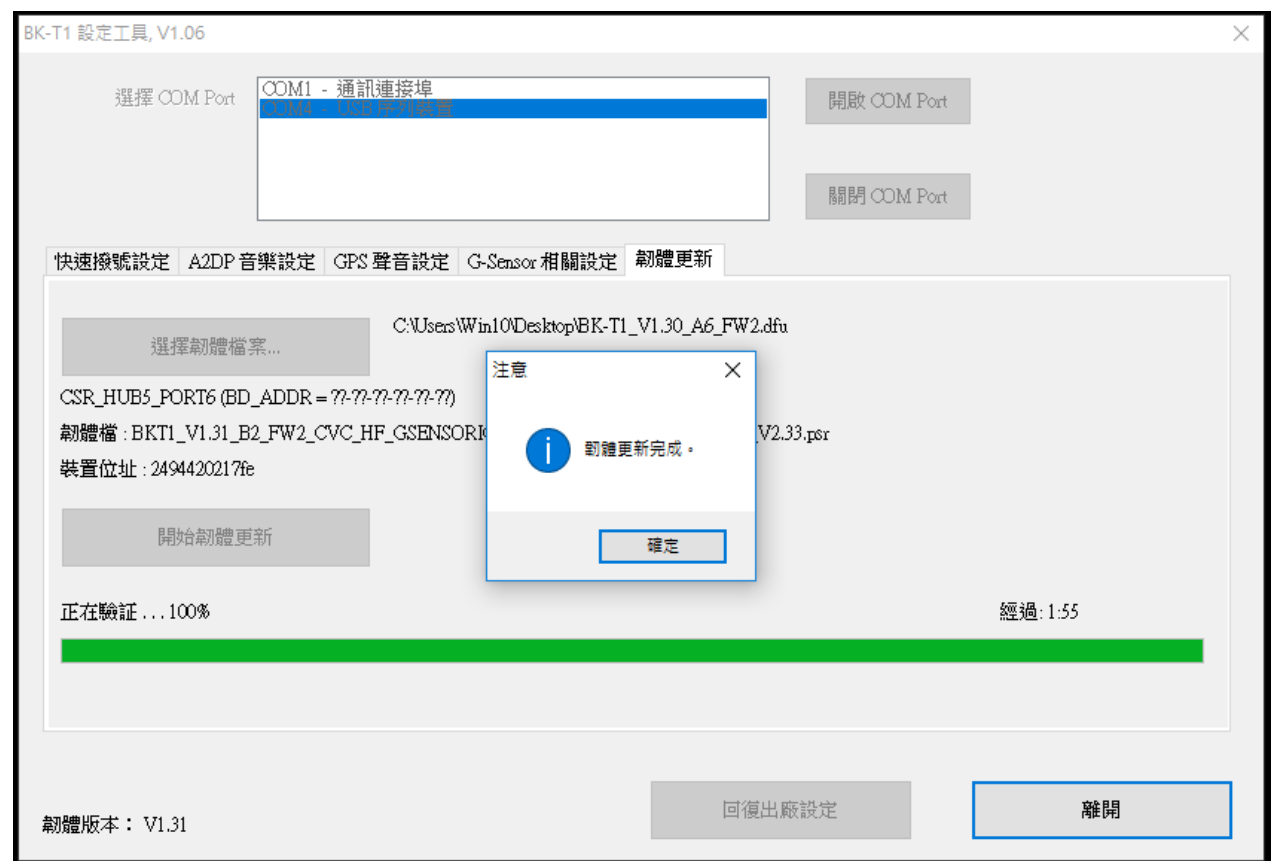 BK-T1 設定工具, V1.06
選擇 COM Port
COM1 - 通訊連接埠
COM4 -- USB 序列裝置
開啟 COM Port
關閉 COM Port
快速撥號設定 A2DP 音樂設定 GPS 聲音設定 G-Sensor 相關設定 韌體更新
選擇韌體檔案...
C:\Users\Win10\Desktop\BK-T1_V1.30_A6_FW2.dfu
CSR_HUB5_PORT6 (BD_ADDR = ??-??-??-??-??-??)
韌體檔 : BKT1_V1.31_B2_FW2_CVC_HF_GSENSOR
V2.33.psr
裝置位址 : 2494420217fe
開始韌體更新
注意
韌體更新完成。
確定
正在驗証 . . . 100%
經過: 1:55
韌體版本： V1.31
回復出廠設定
離開